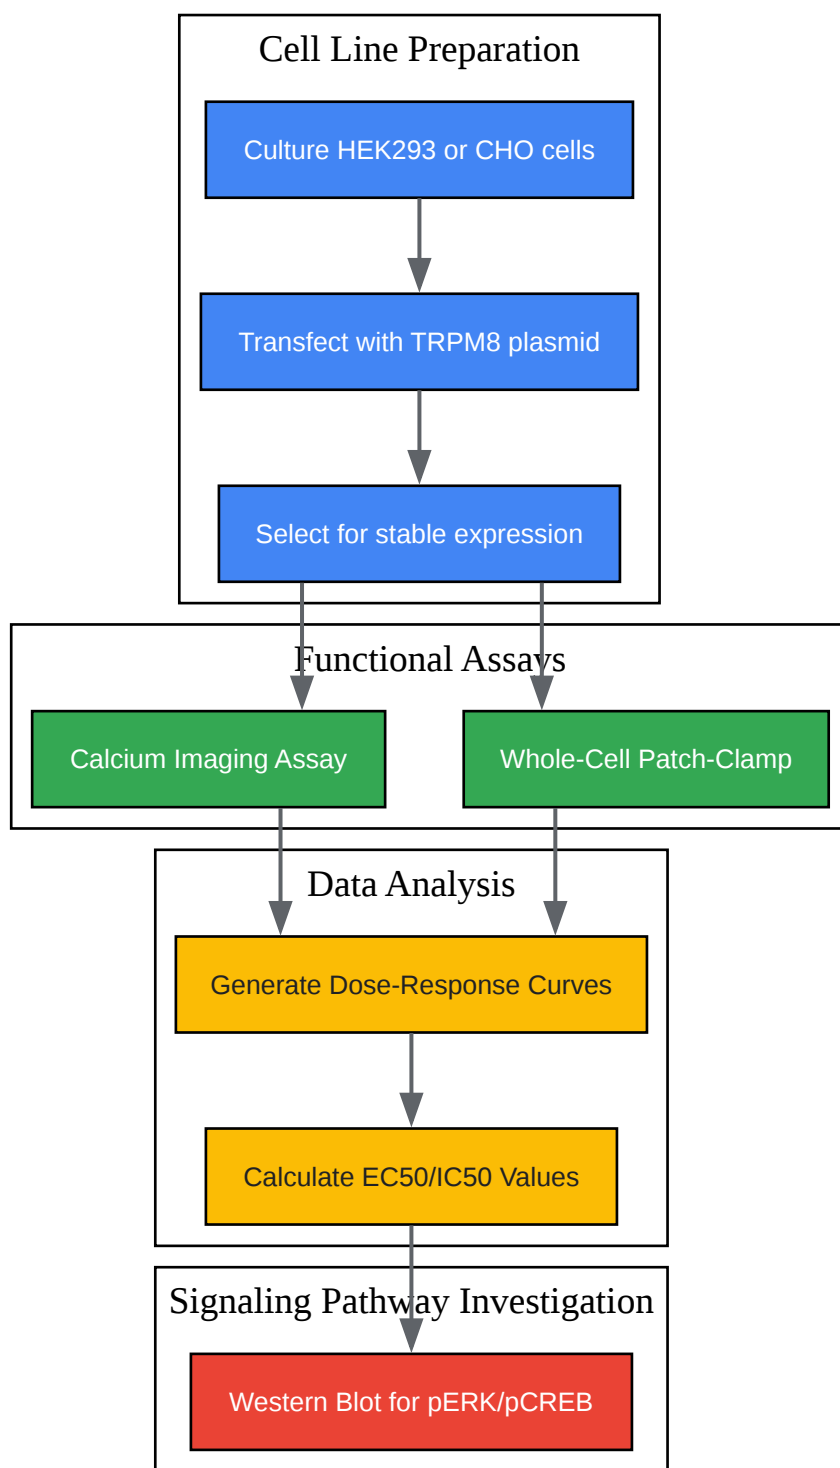 Cell Line Preparation
Culture HEK293 or CHO cells
Transfect with TRPM8 plasmid
Select for stable expression
Functional Assays
Calcium Imaging Assay
Whole-Cell Patch-Clamp
Data Analysis
Generate Dose-Response Curves
Calculate EC50/IC50 Values
Signaling Pathway Investigation
Western Blot for pERK/pCREB